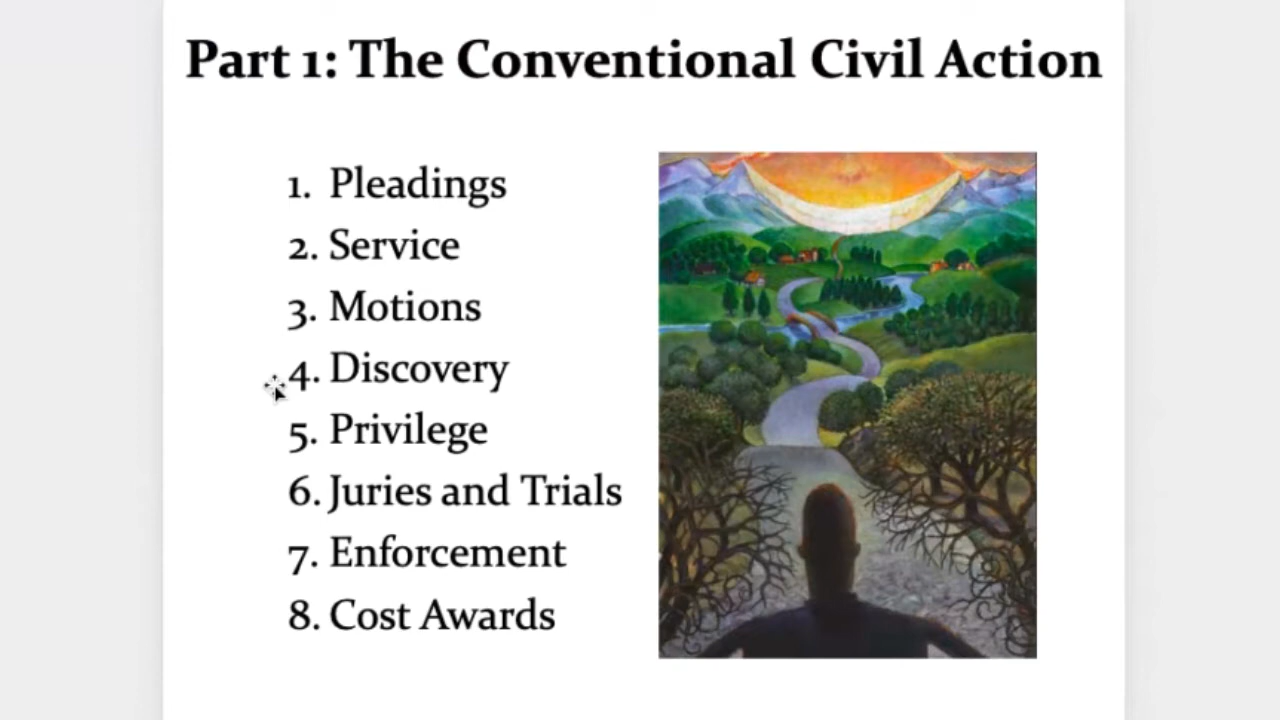 Part 1: The Conventional Civil Action
1. Pleadings
2. Service
3. Motions
4. Discovery
5. Privilege
6. Juries and Trials
7. Enforcement
8. Cost Awards